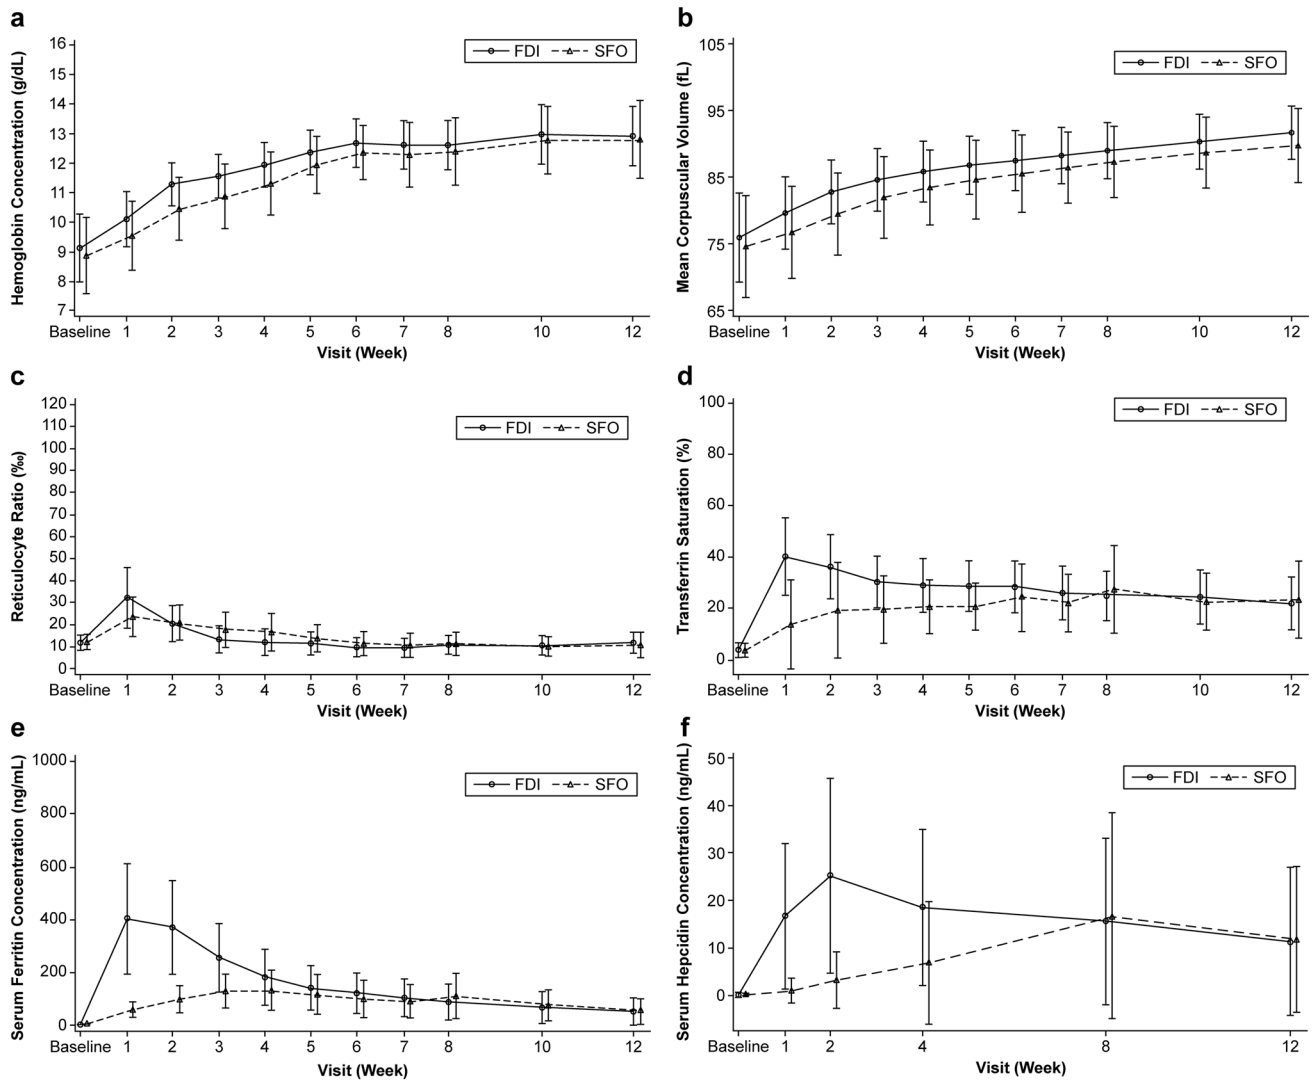 a
Hemoglobin Concentration (g/dL)
16
15
14
13
12
11
10
9
8
7
FDI SFO
Baseline 1 2 3 4 5 6 7 8 10 12
Visit (Week)
b
Mean Corpuscular Volume (fL)
105
95
85
75
65
FDI SFO
Baseline 1 2 3 4 5 6 7 8 10 12
Visit (Week)
c
Reticulocyte Ratio (‰)
120
110
100
90
80
70
60
50
40
30
20
10
0
FDI SFO
Baseline 1 2 3 4 5 6 7 8 10 12
Visit (Week)
d
Transferrin Saturation (%)
100
80
60
40
20
0
FDI SFO
Baseline 1 2 3 4 5 6 7 8 10 12
Visit (Week)
e
Serum Ferritin Concentration (ng/mL)
1000
800
600
400
200
0
FDI SFO
Baseline 1 2 3 4 5 6 7 8 10 12
Visit (Week)
f
Serum Hepcidin Concentration (ng/mL)
50
40
30
20
10
0
FDI SFO
Baseline 1 2 4 8 12
Visit (Week)